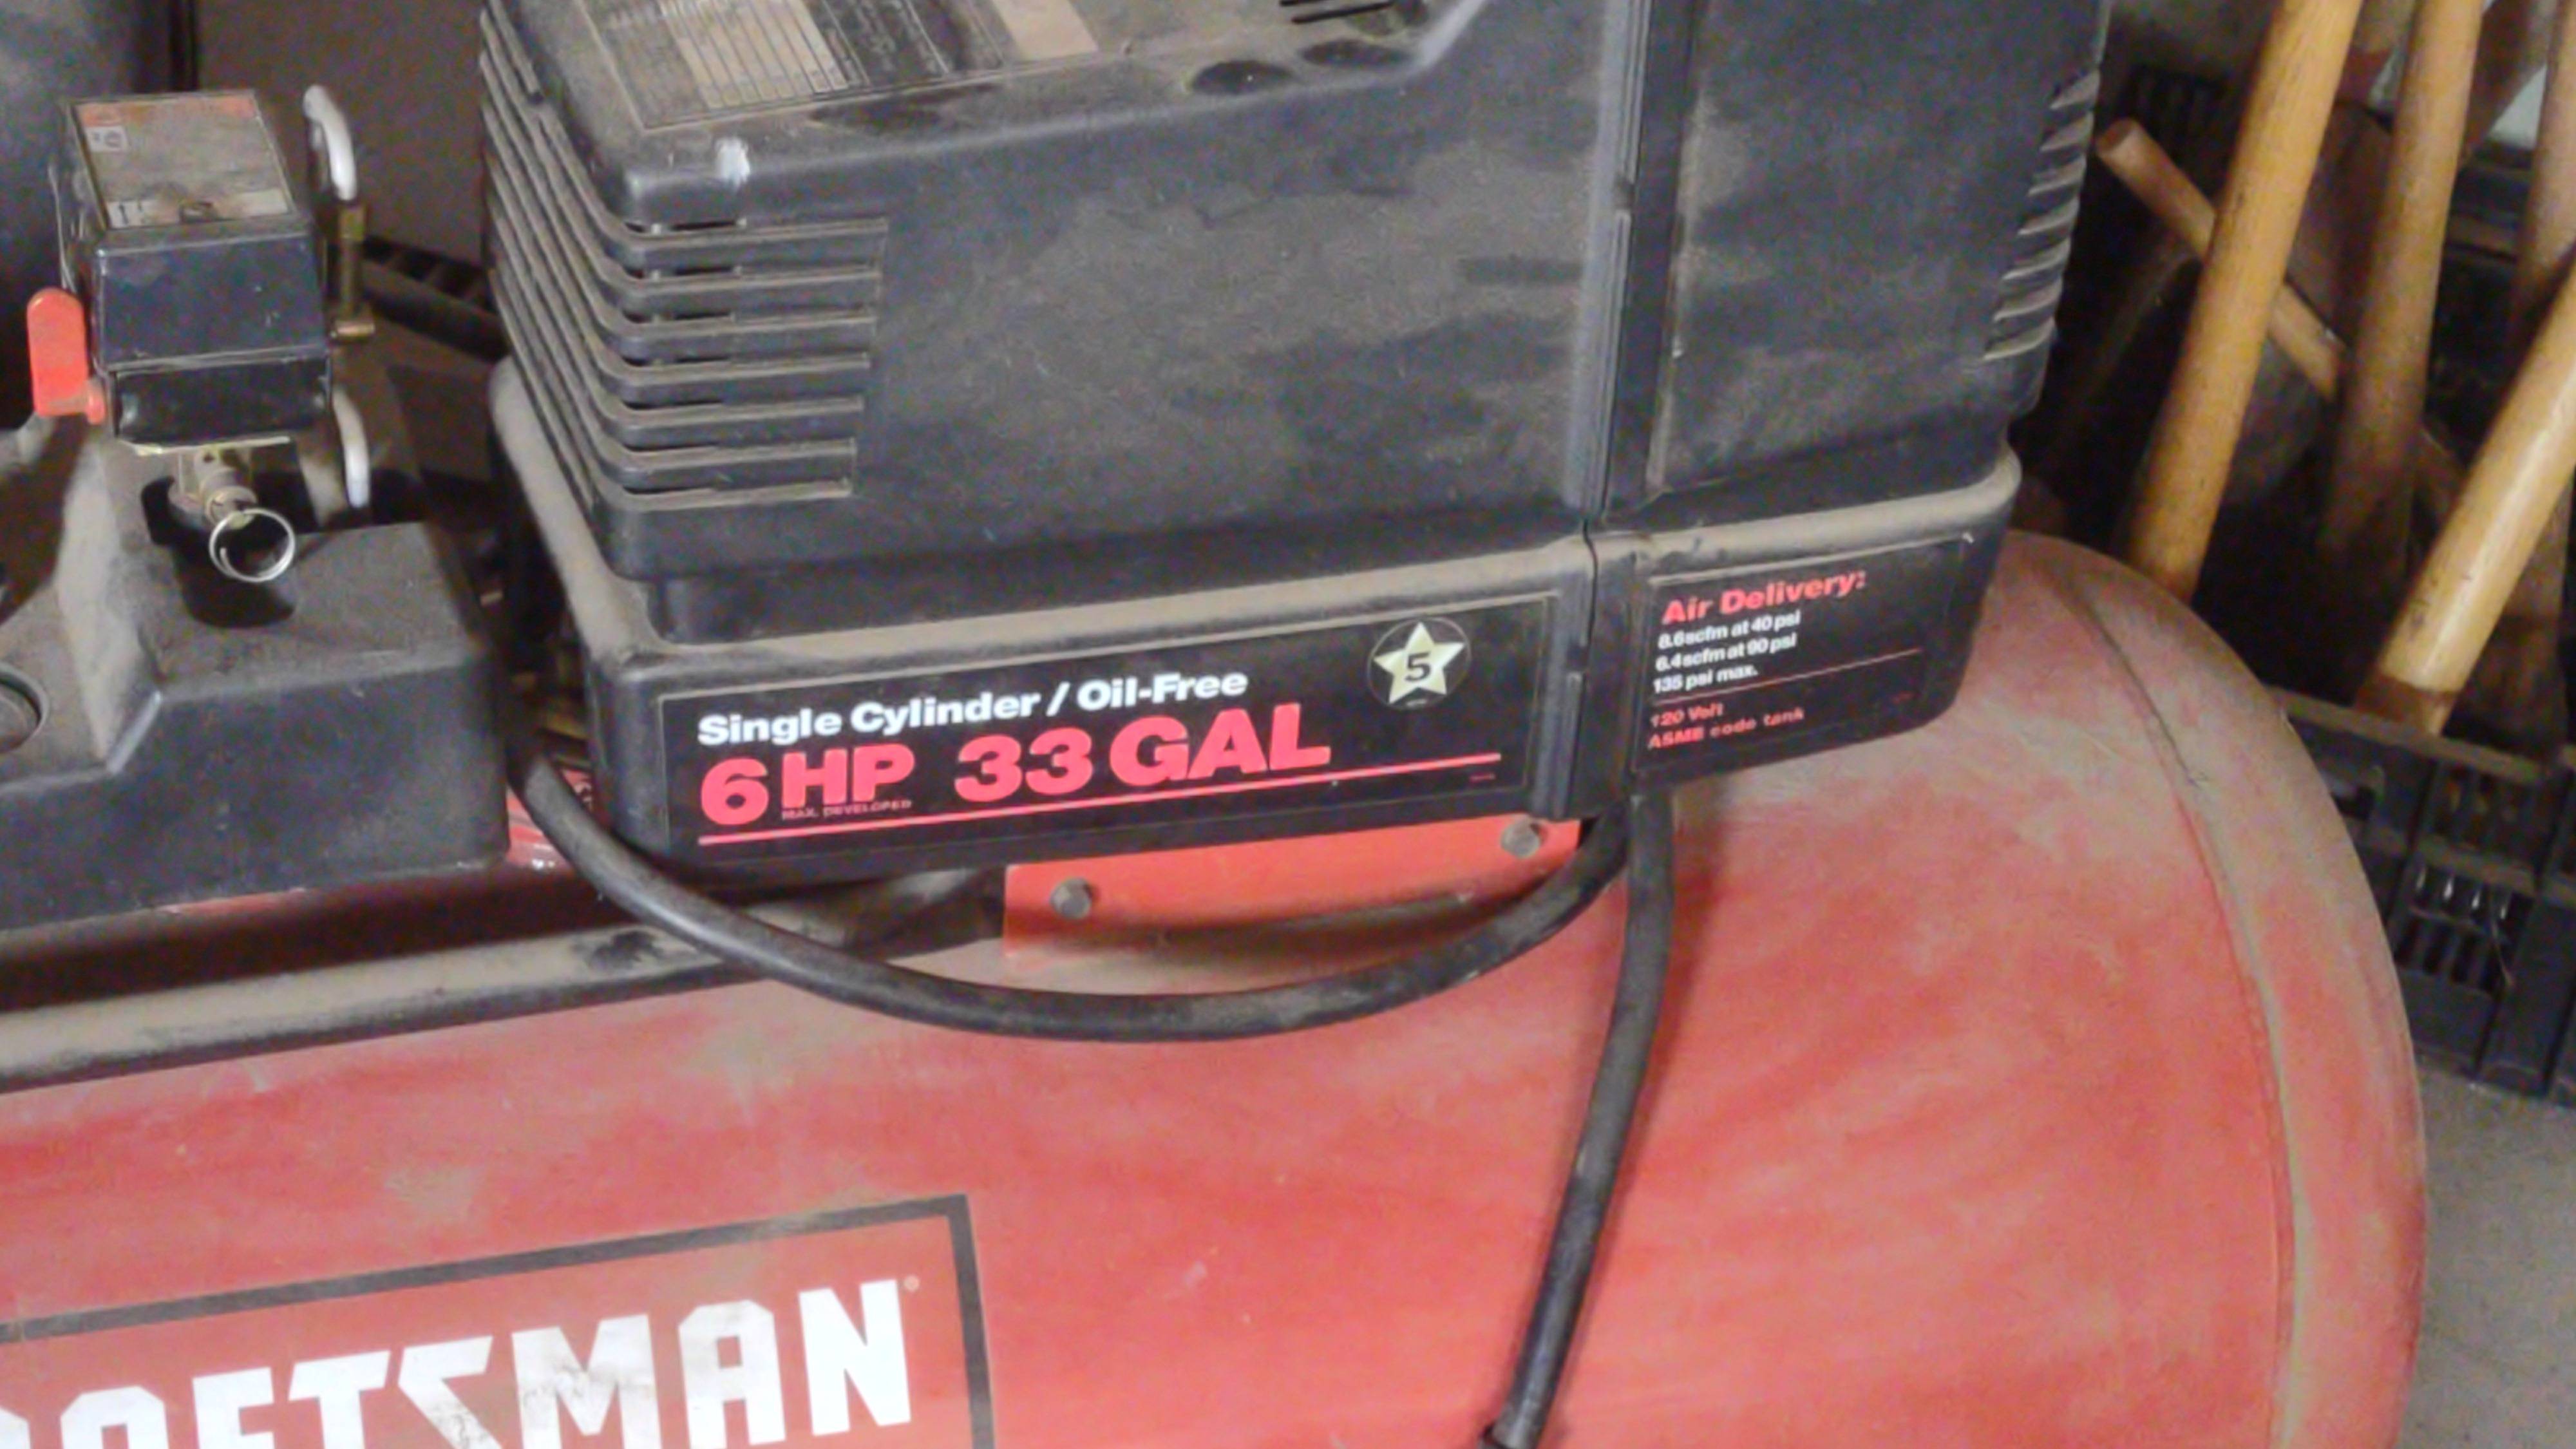 5
Single Cylinder / Oil-Free
6 HP 33 GAL
MAX. DEVELOPED
Air Delivery:
8.6scfm at 40 psi
6.4scfm at 90 psi
135 psi max.
120 Volt
ASME code tank
RAFTSMAN®